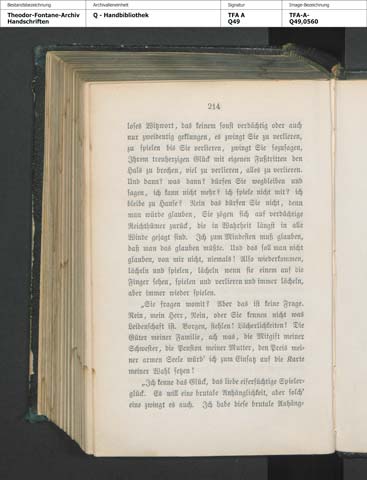 Bestandsbezeichnung
Theodor-Fontane-Archiv
Handschriften
Archivalieneinheit
Q - Handbibliothek
Signatur
TFA A
Q49
Image-Bezeichnung
TFA-A-
Q49,0560
214
loses Witzwort, das keinem sonst verdächtig oder auch
nur zweideutig geklungen, es zwingt Sie zu verlieren,
zu spielen bis Sie verlieren, zwingt Sie sozusagen,
Ihrem treuherzigen Glück mit eigenen Fußtritten den
Hals zu brechen, viel zu verlieren, alles zu verlieren.
Und dann? was dann? dürfen Sie wegbleiben und
sagen, ich kann nicht mehr? ich spiele nicht mit? ich
bleibe zu Hause? Nein das dürfen Sie nicht, denn
man würde glauben, Sie zögen sich auf verdächtige
Reichthümer zurück, die in Wahrheit längst in alle
Winde gejagt sind. Ich zum Mindesten muß glauben,
daß man das glauben müßte. Und das soll man nicht
glauben, von mir nicht, niemals! Also wiederkommen,
lächeln und spielen, lächeln wenn sie einem auf die
Finger sehen, spielen und verlieren und immer lächeln,
aber immer wieder spielen.
„Sie fragen womit? Aber das ist keine Frage.
Nein, mein Herr, Nein, oder Sie kennen nicht was
Leidenschaft ist. Borgen, stehlen! Lächerlichkeiten! Die
Güter meiner Familie, ach was, die Mitgift meiner
Schwester, die Pension meiner Mutter, den Preis mei-
ner armen Seele würd' ich zum Einsatz auf die Karte
meiner Wahl setzen!
„Ich kenne das Glück, das liebe eifersüchtige Spieler-
glück. Es will eine brutale Anhänglichkeit, aber solch'
eine zwingt es auch. Ich habe diese brutale Anhäng-